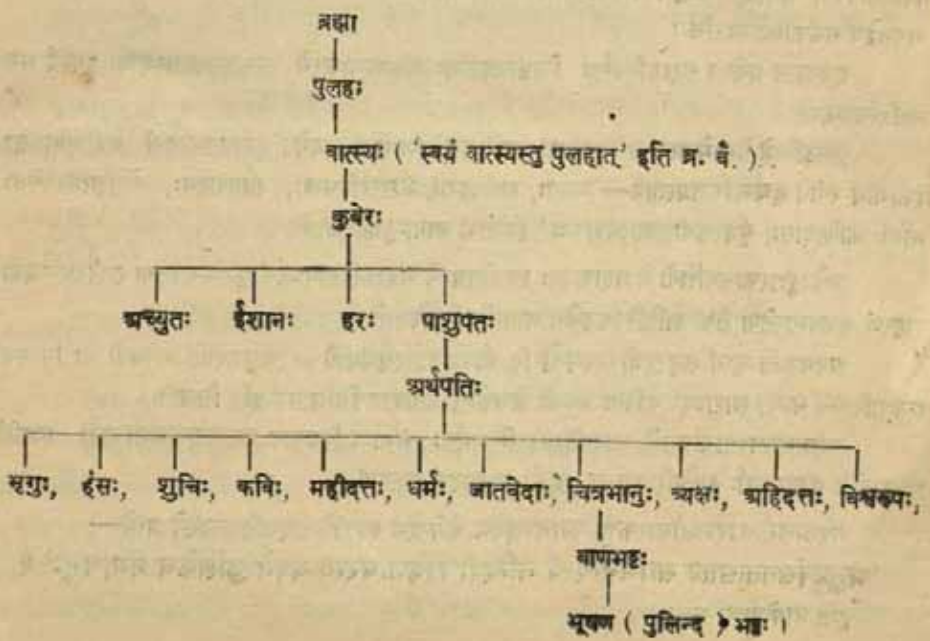 ब्रह्मा
पुलहः
वात्स्यः ( 'स्वयं वात्स्यस्तु पुलहात्' इति ब्र. वै. ).
कुबेरः
अच्युतः ईशानः हरः पाशुपतः
अर्थपतिः
भृगुः, हंसः, शुचिः, कविः, महीदत्तः, धर्मः, जातवेदाः, चित्रभानुः, त्र्यक्षः, अहिदत्तः, विश्वरूपः,
बाणभट्टः
भूषण ( पुलिन्द ) भट्टः ।